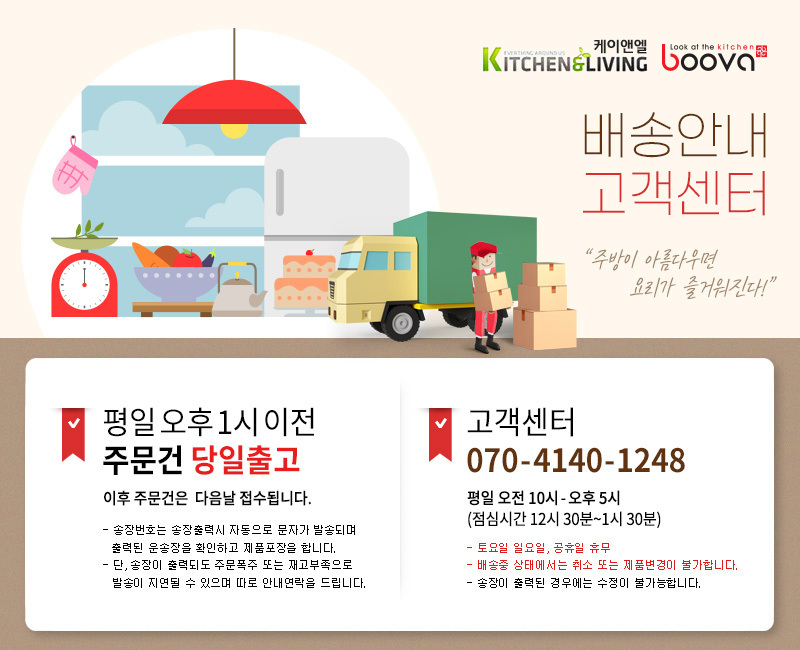 EVERYTHING AROUND US
케이앤엘
KITCHEN&LIVING
Look at the kitchen
boova
배송안내
고객센터
“주방이 아름다우면
요리가 즐거워진다!”
평일 오후 1시 이전
주문건 당일출고
이후 주문건은 다음날 접수됩니다.
- 송장번호는 송장출력시 자동으로 문자가 발송되며
출력된 운송장을 확인하고 제품포장을 합니다.
- 단, 송장이 출력되도 주문폭주 또는 재고부족으로
발송이 지연될 수 있으며 따로 안내연락을 드립니다.
고객센터
070-4140-1248
평일 오전 10시 - 오후 5시
(점심시간 12시 30분~1시 30분)
- 토요일 일요일, 공휴일 휴무
- 배송중 상태에서는 취소 또는 제품변경이 불가합니다.
- 송장이 출력된 경우에는 수정이 불가능합니다.